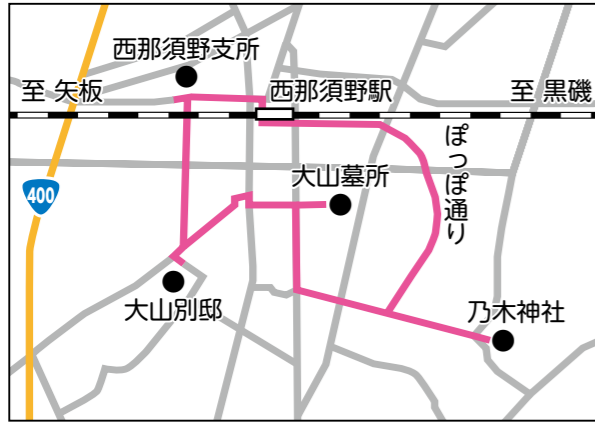 西那須野支所
至 矢板
西那須野駅
至 黒磯
ぽっぽ通り
400
大山墓所
大山別邸
乃木神社